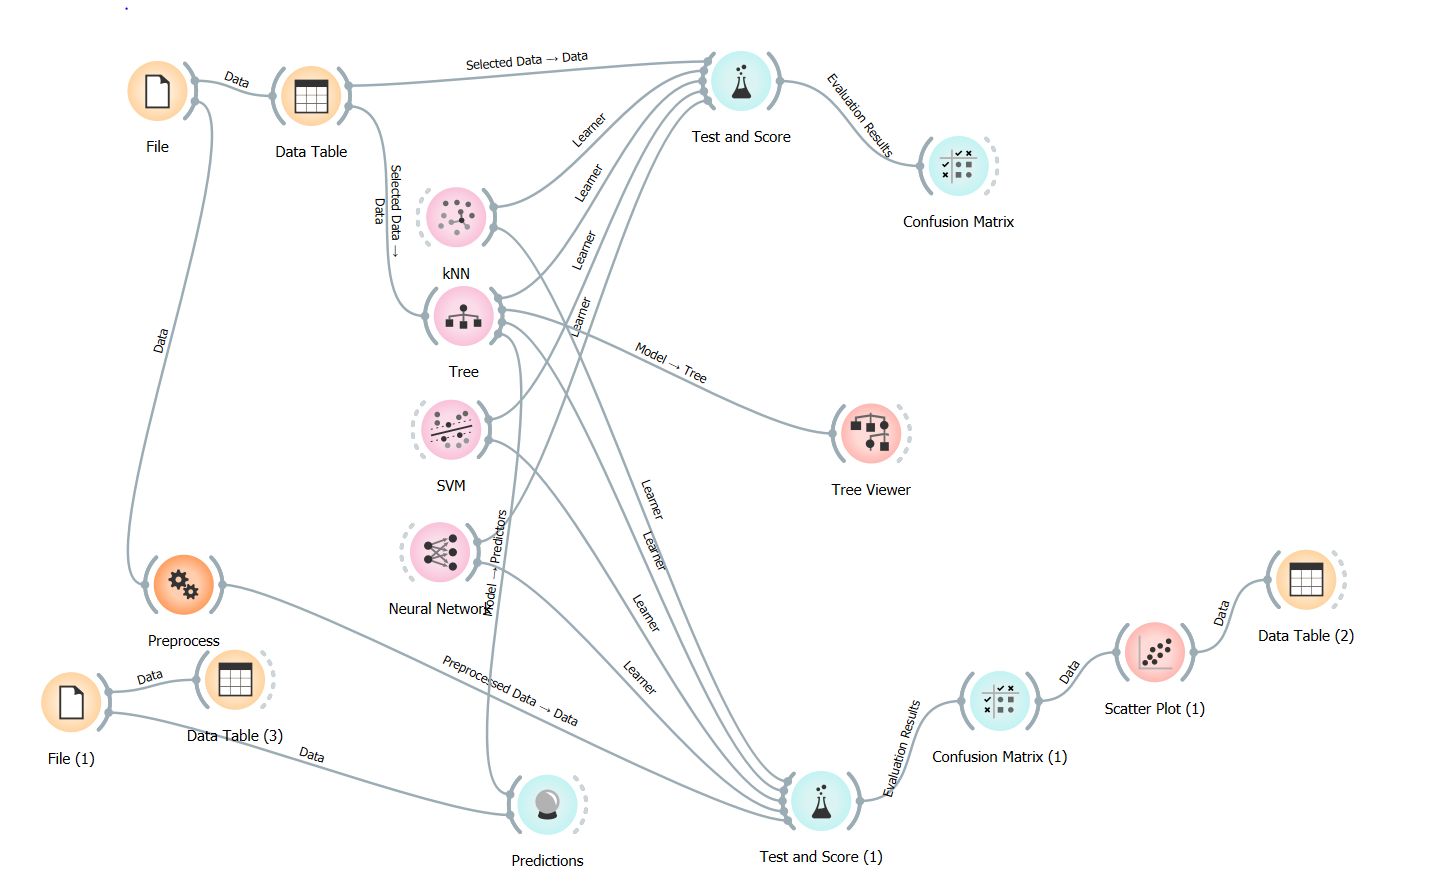 Data
Selected Data → Data
File
Data Table
Test and Score
Evaluation Results
Learner
Selected Data →
Data
Learner
Confusion Matrix
kNN
Learner
Learner
Data
Tree
Model → Tree
SVM
Tree Viewer
Learner
Model → Predictors
Learner
Neural Network
Learner
Preprocess
Data
Data Table (2)
Data
Learner
Preprocessed Data → Data
Data
Scatter Plot (1)
Data Table (3)
File (1)
Data
Evaluation Results
Confusion Matrix (1)
Predictions
Test and Score (1)